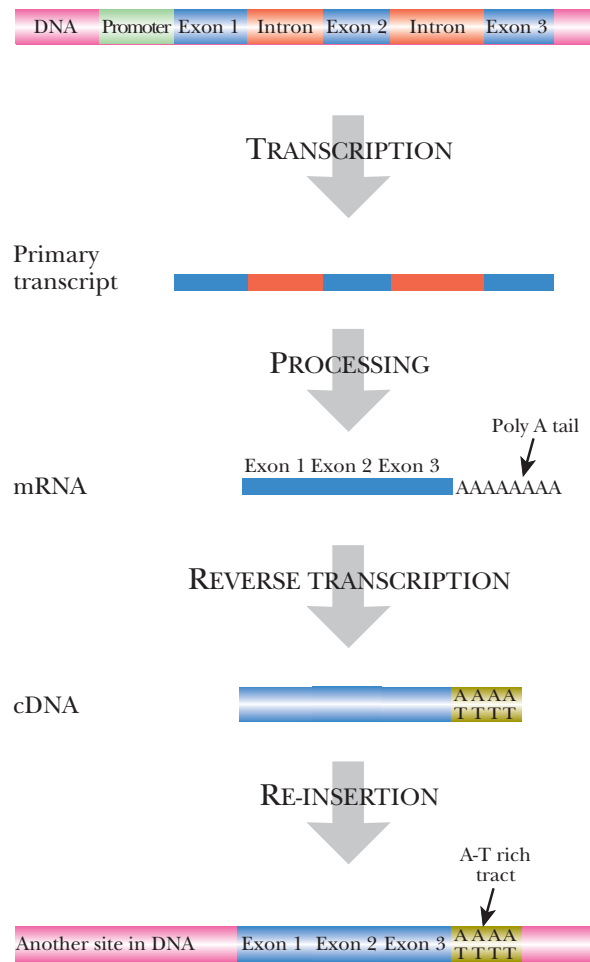 DNA Promoter Exon 1 Intron Exon 2 Intron Exon 3
TRANSCRIPTION
Primary
transcript
PROCESSING
Poly A tail
Exon 1 Exon 2 Exon 3
mRNA
AAAAAAAA
REVERSE TRANSCRIPTION
cDNA
AAAA
TTTT
RE-INSERTION
A-T rich
tract
Another site in DNA Exon 1 Exon 2 Exon 3
AAAA
TTTT